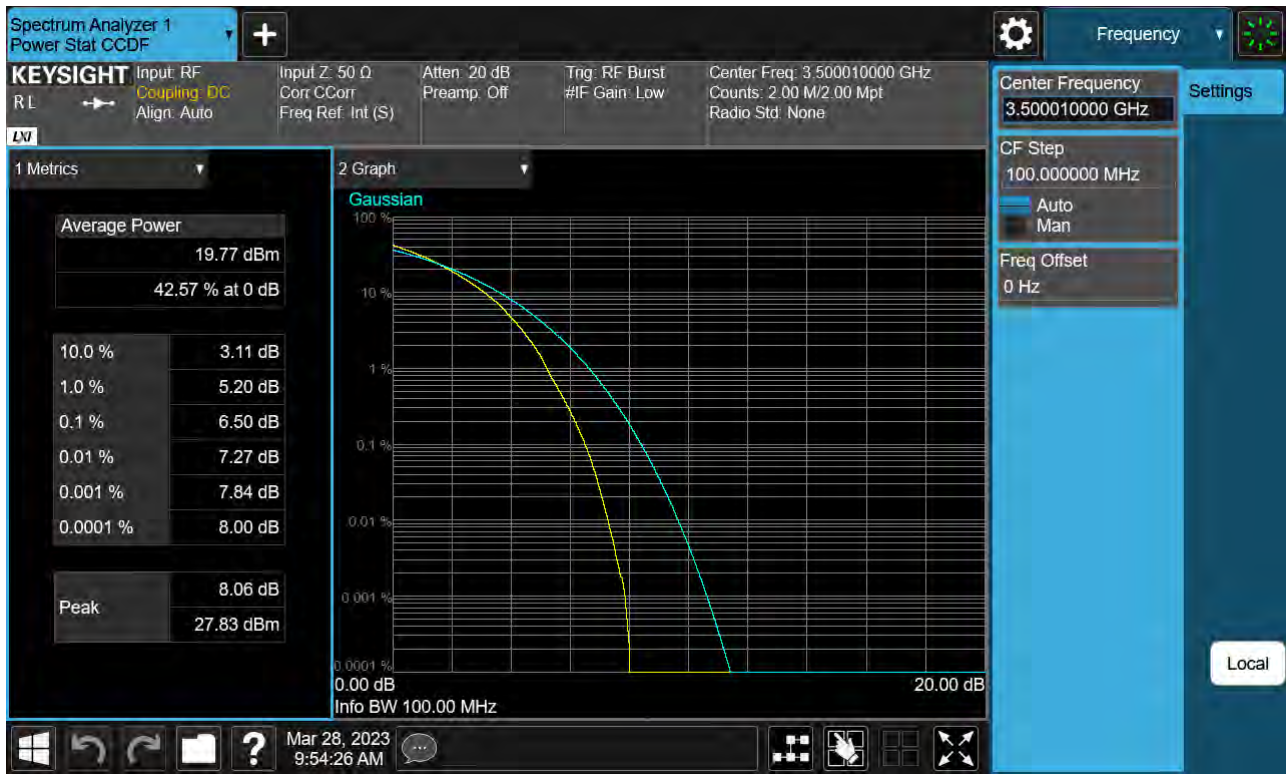 Spectrum Analyzer 1
Power Stat CCDF
Frequency
KEYSIGHT
RL
LXI
Input: RF
Coupling: DC
Align: Auto
Input Z: 50 Ω
Corr CCorr
Freq Ref: Int (S)
Atten: 20 dB
Preamp: Off
Trig: RF Burst
#IF Gain: Low
Center Freq: 3.500010000 GHz
Counts: 2.00 M/2.00 Mpt
Radio Std: None
Center Frequency
3.500010000 GHz
Settings
CF Step
100.000000 MHz
Auto
Man
Freq Offset
0 Hz
Local
1 Metrics
Average Power
19.77 dBm
42.57 % at 0 dB
10.0 % 3.11 dB
1.0 % 5.20 dB
0.1 % 6.50 dB
0.01 % 7.27 dB
0.001 % 7.84 dB
0.0001 % 8.00 dB
Peak
8.06 dB
27.83 dBm
2 Graph
Gaussian
100 %
10 %
1 %
0.1 %
0.01 %
0.001 %
0.0001 %
0.00 dB 20.00 dB
Info BW 100.00 MHz
?
Mar 28, 2023
9:54:26 AM